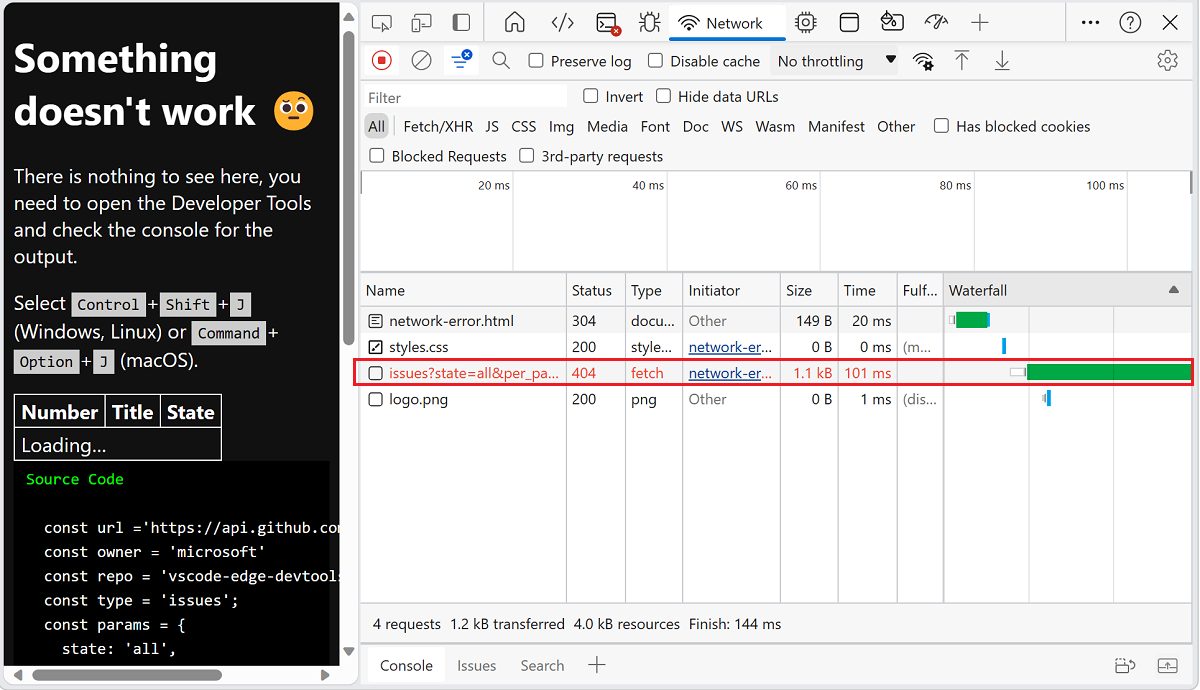 Something
doesn't work
There is nothing to see here, you
need to open the Developer Tools
and check the console for the
output.
Select Control + Shift + J
(Windows, Linux) or Command +
Option + J (macOS).
Number Title State
Loading...
Source Code
const url ='https://api.github.com
const owner = 'microsoft'
const repo = 'vscode-edge-devtools
const type = 'issues';
const params = {
state: 'all',
Network
Preserve log Disable cache No throttling
Filter Invert Hide data URLs
All Fetch/XHR JS CSS Img Media Font Doc WS Wasm Manifest Other Has blocked cookies
Blocked Requests 3rd-party requests
20 ms 40 ms 60 ms 80 ms 100 ms
Name Status Type Initiator Size Time Fulf... Waterfall
network-error.html 304 docu... Other 149 B 20 ms
styles.css 200 style... network-er... 0 B 0 ms (m...
issues?state=all&per_pa... 404 fetch network-er... 1.1 kB 101 ms
logo.png 200 png Other 0 B 1 ms (dis...
4 requests 1.2 kB transferred 4.0 kB resources Finish: 144 ms
Console Issues Search